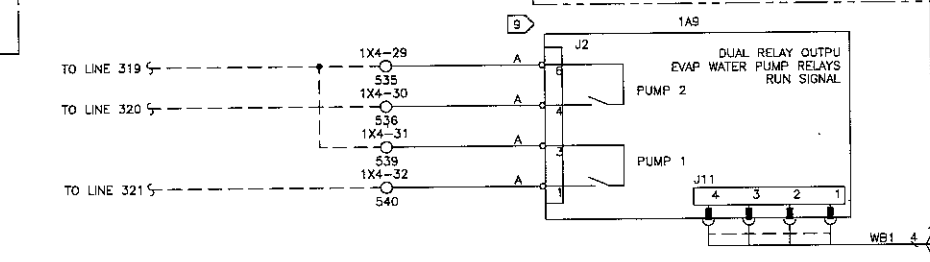 9
1A9
J2
DUAL RELAY OUTPU
EVAP WATER PUMP RELAYS
RUN SIGNAL
TO LINE 319
1X4-29
535
A
6
PUMP 2
TO LINE 320
1X4-30
536
A
4
1X4-31
539
A
3
PUMP 1
TO LINE 321
1X4-32
540
A
1
J11
4 3 2 1
WB1 4